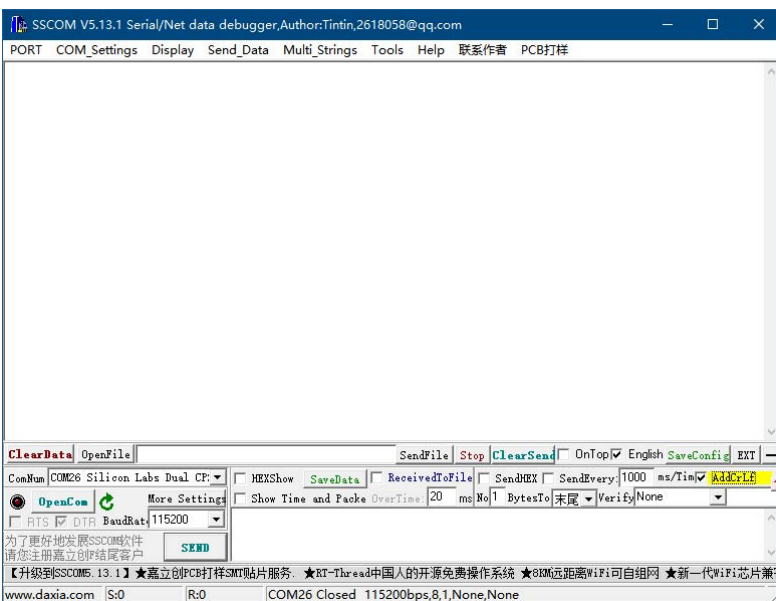 SSCOM V5.13.1 Serial/Net data debugger,Author:Tintin,2618058@qq.com
PORT COM_Settings Display Send_Data Multi_Strings Tools Help 联系作者 PCB打样
ClearData OpenFile SendFile Stop ClearSend OnTop English SaveConfig EXT
ComNum COM26 Silicon Labs Dual CP: HEXShow SaveData ReceivedToFile SendHEX SendEvery: 1000 ms/Tim AddCrLf
OpenCom More Settings Show Time and Packe OverTime: 20 ms No 1 BytesTo 末尾 Verify None
RTS DTR BaudRat 115200
为了更好地发展SSCOM软件
请您注册嘉立创F结尾客户
SEND
【升级到SSCOM5.13.1】★嘉立创PCB打样SMT贴片服务. ★RT-Thread中国人的开源免费操作系统 ★8KM远距离WiFi可自组网 ★新一代WiFi芯片兼
www.daxia.com S:0 R:0 COM26 Closed 115200bps,8,1,None,None